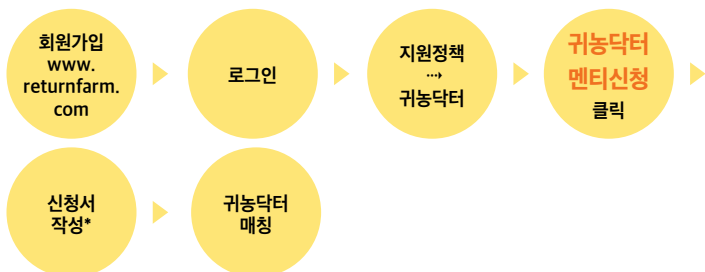 회원가입
www.
returnfarm.
com
로그인
지원정책
⋯→
귀농닥터
귀농닥터
멘티신청
클릭
신청서
작성*
귀농닥터
매칭